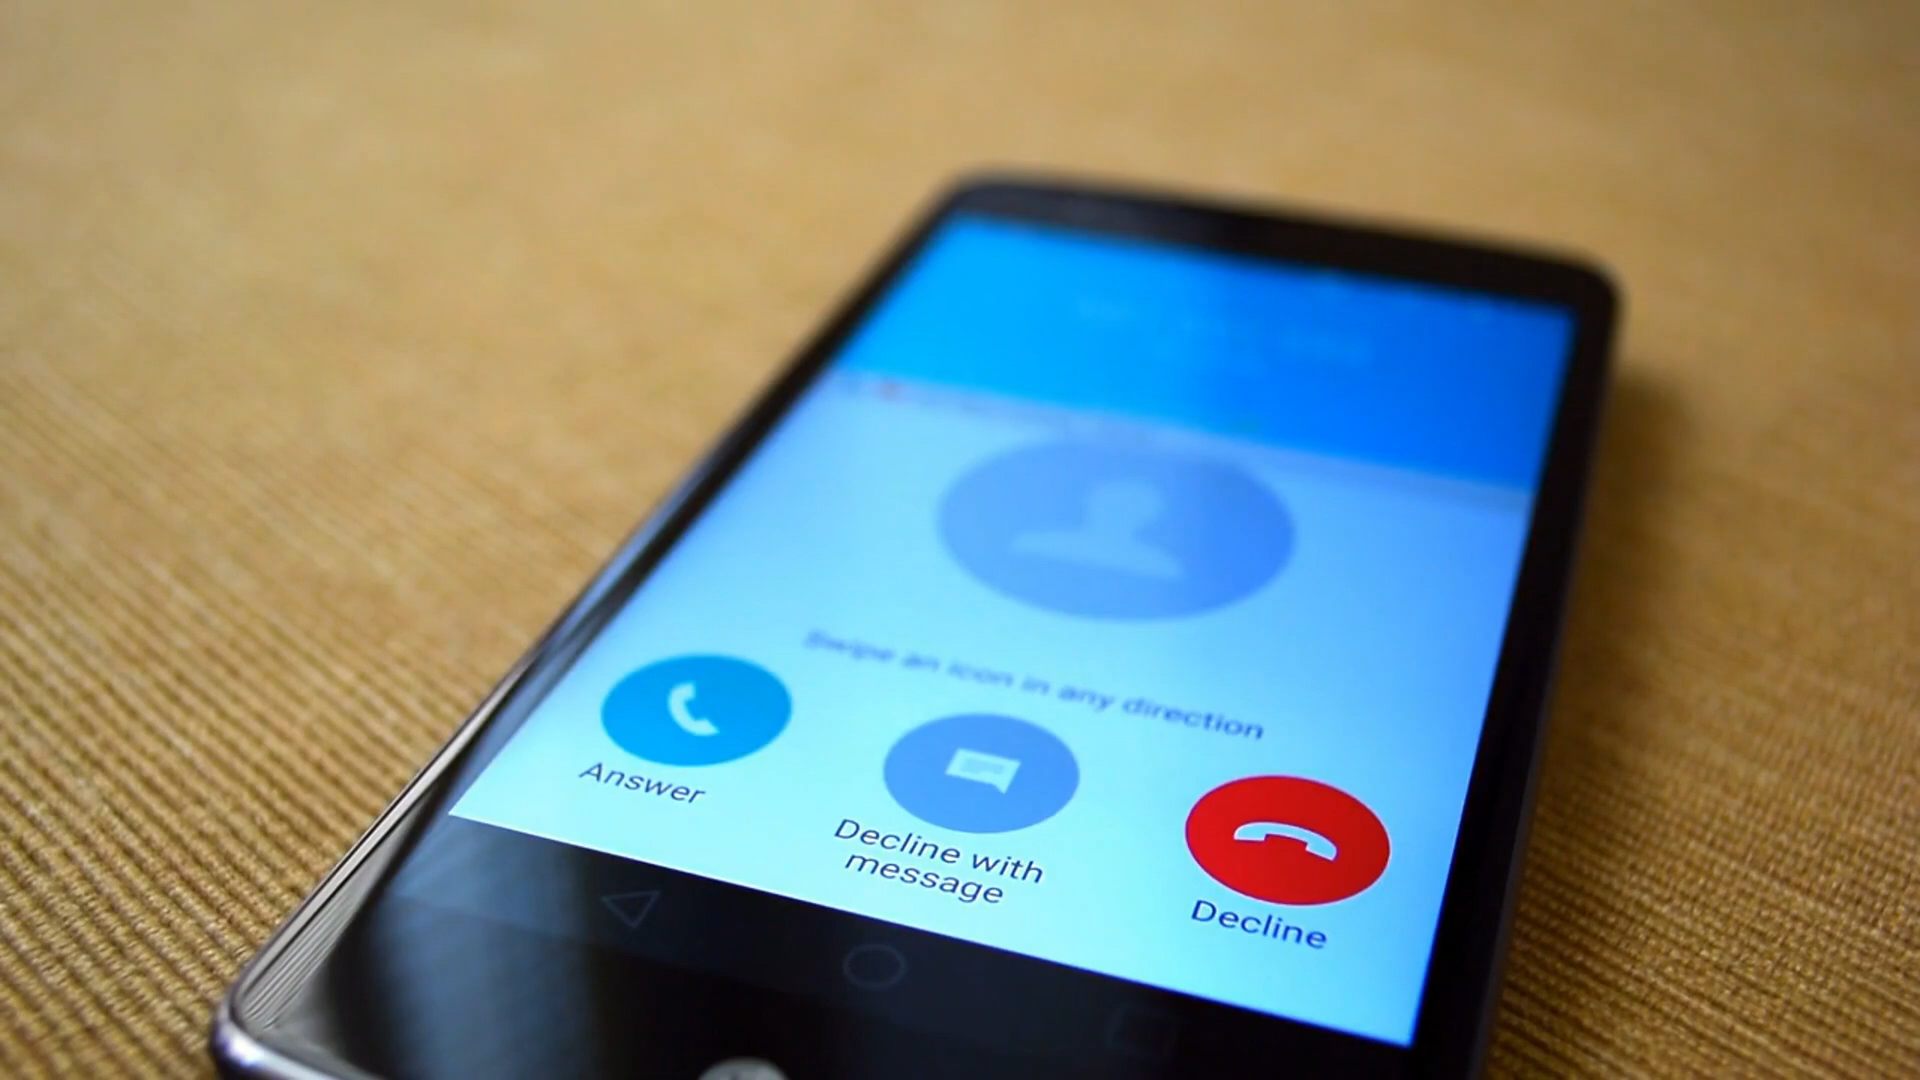 Swipe an icon in any direction
Answer
Decline with
message
Decline